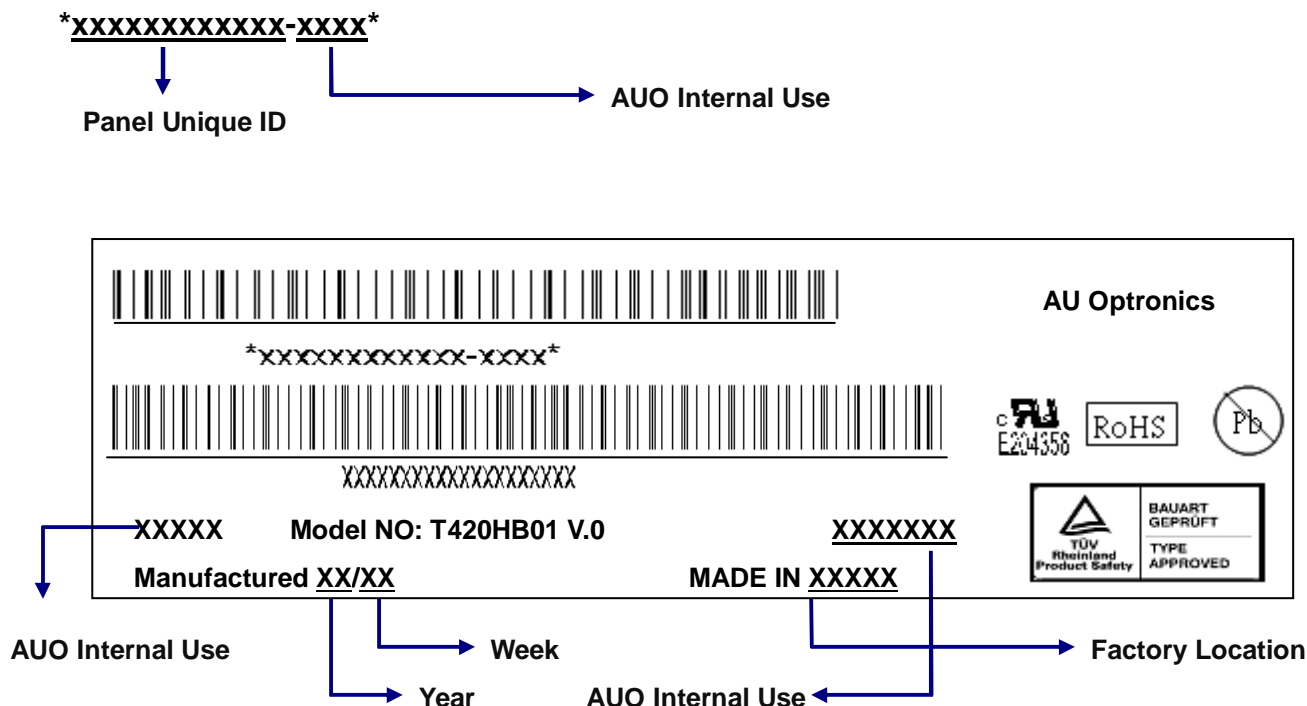 *xxxxxxxxxxxx-xxxx*
AUO Internal Use
Panel Unique ID
AU Optronics
*xxxxxxxxxxxx-xxxx*
c
E204356
RoHS
Pb
XXXXXXXXXXXXXXXXXXXX
XXXXX Model NO: T420HB01 V.0 XXXXXXX
TÜV
Rheinland
Product Safety
BAUART
GEPRÜFT
TYPE
APPROVED
Manufactured XX/XX MADE IN XXXXX
AUO Internal Use
Week
Factory Location
Year
AUO Internal Use